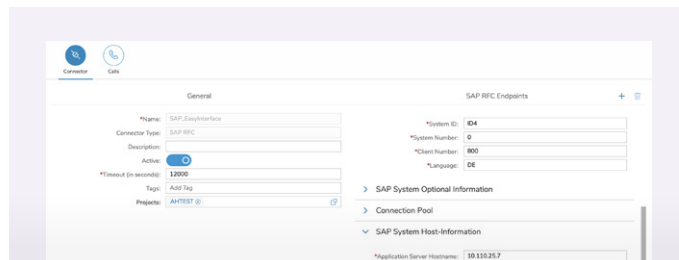 Connector Calls
General
*Name: SAP_EasyInterface
Connector Type: SAP RFC
Description:
Active:
*Timeout (in seconds): 12000
Tags: Add Tag
Projects: AHTEST
SAP RFC Endpoints
*System ID: ID4
*System Number: 0
*Client Number: 800
*Language: DE
SAP System Optional Information
Connection Pool
SAP System Host-Information
*Application Server Hostname: 10.110.25.7